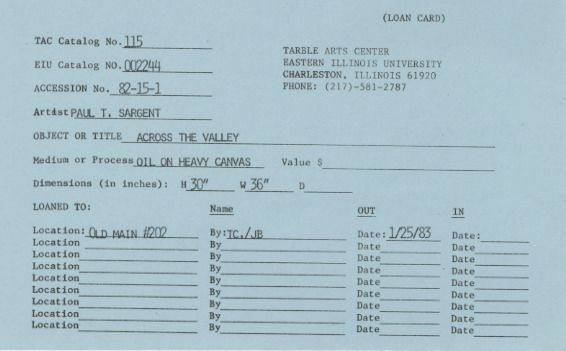 (LOAN CARD)
TAC Catalog No. 115
EIU Catalog NO. 002244
ACCESSION No. 82-15-1
TARBLE ARTS CENTER
EASTERN ILLINOIS UNIVERSITY
CHARLESTON, ILLINOIS 61920
PHONE: (217)-581-2787
Artist PAUL T. SARGENT
OBJECT OR TITLE ACROSS THE VALLEY
Medium or Process OIL ON HEAVY CANVAS Value $
Dimensions (in inches): H 30" W 36" D
LOANED TO: Name OUT IN
Location: OLD MAIN #202 By: TC./JB Date: 1/25/83 Date:
Location By Date Date
Location By Date Date
Location By Date Date
Location By Date Date
Location By Date Date
Location By Date Date
Location By Date Date
Location By Date Date